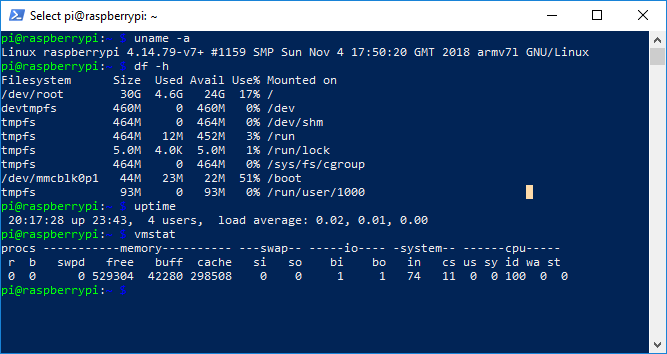 Select pi@raspberrypi: ~
pi@raspberrypi:~ $ uname -a
Linux raspberrypi 4.14.79-v7+ #1159 SMP Sun Nov 4 17:50:20 GMT 2018 armv7l GNU/Linux
pi@raspberrypi:~ $ df -h
Filesystem      Size  Used Avail Use% Mounted on
/dev/root        30G  4.6G   24G  17% /
devtmpfs        460M     0  460M   0% /dev
tmpfs           464M     0  464M   0% /dev/shm
tmpfs           464M   12M  452M   3% /run
tmpfs           5.0M  4.0K  5.0M   1% /run/lock
tmpfs           464M     0  464M   0% /sys/fs/cgroup
/dev/mmcblk0p1   44M   23M   22M  51% /boot
tmpfs            93M     0   93M   0% /run/user/1000
pi@raspberrypi:~ $ uptime
 20:17:28 up 23:43,  4 users,  load average: 0.02, 0.01, 0.00
pi@raspberrypi:~ $ vmstat
procs -----------memory---------- ---swap-- -----io---- -system-- ------cpu-----
 r  b   swpd   free   buff  cache   si   so    bi    bo   in   cs us sy id wa st
 0  0      0 529304  42280 298508    0    0     1     1   74   11  0  0 100  0  0
pi@raspberrypi:~ $